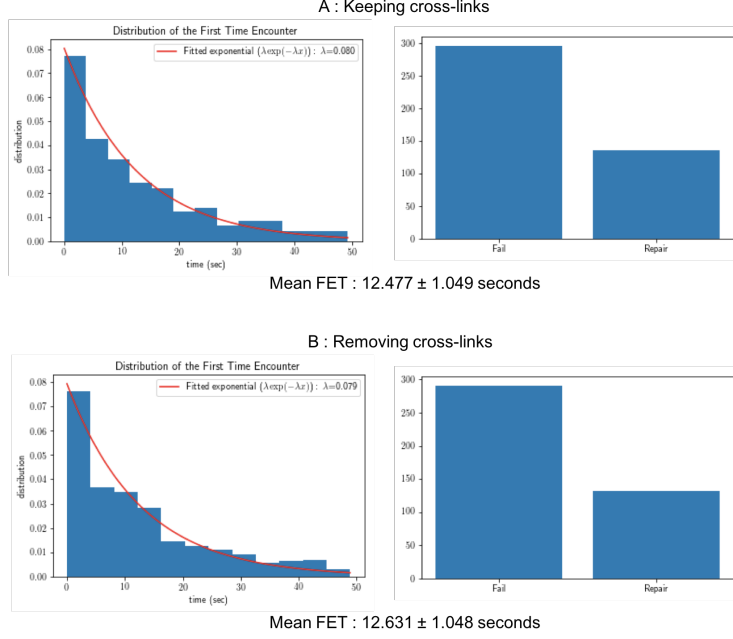 A : Keeping cross-links
Distribution of the First Time Encounter
Fitted exponential (λexp(−λx)) : λ=0.080
0.08
0.07
0.06
0.05
0.04
0.03
0.02
0.01
0.00
distribution
0 10 20 30 40 50
time (sec)
300
250
200
150
100
50
0
Fail Repair
Mean FET : 12.477 ± 1.049 seconds
B : Removing cross-links
Distribution of the First Time Encounter
Fitted exponential (λexp(−λx)) : λ=0.079
0.08
0.07
0.06
0.05
0.04
0.03
0.02
0.01
0.00
distribution
0 10 20 30 40 50
time (sec)
300
250
200
150
100
50
0
Fail Repair
Mean FET : 12.631 ± 1.048 seconds